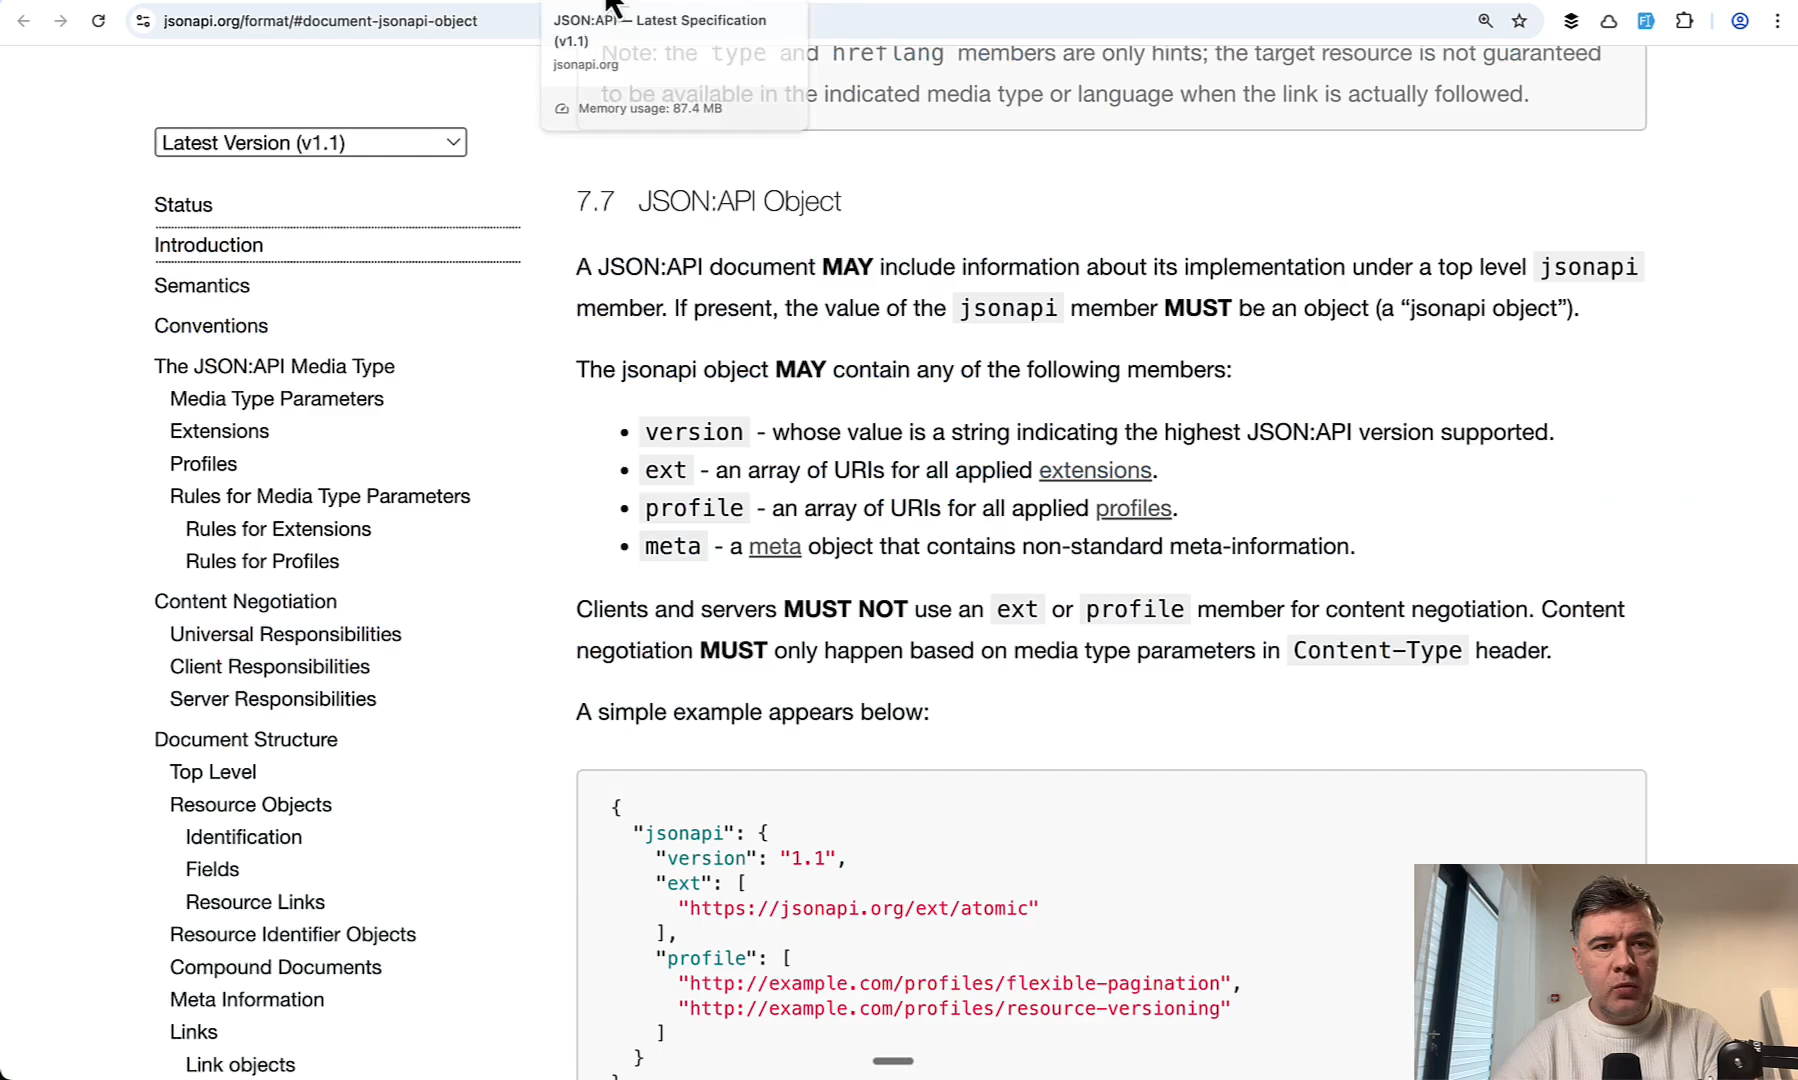 jsonapi.org/format/#document-jsonapi-object
JSON:API — Latest Specification
(v1.1)
jsonapi.org
Memory usage: 87.4 MB
Note: the type and hreflang members are only hints; the target resource is not guaranteed
to be available in the indicated media type or language when the link is actually followed.
Latest Version (v1.1)
Status
Introduction
Semantics
Conventions
The JSON:API Media Type
Media Type Parameters
Extensions
Profiles
Rules for Media Type Parameters
Rules for Extensions
Rules for Profiles
Content Negotiation
Universal Responsibilities
Client Responsibilities
Server Responsibilities
Document Structure
Top Level
Resource Objects
Identification
Fields
Resource Links
Resource Identifier Objects
Compound Documents
Meta Information
Links
Link objects
7.7 JSON:API Object
A JSON:API document MAY include information about its implementation under a top level jsonapi
member. If present, the value of the jsonapi member MUST be an object (a “jsonapi object”).
The jsonapi object MAY contain any of the following members:
• version - whose value is a string indicating the highest JSON:API version supported.
• ext - an array of URIs for all applied extensions.
• profile - an array of URIs for all applied profiles.
• meta - a meta object that contains non-standard meta-information.
Clients and servers MUST NOT use an ext or profile member for content negotiation. Content
negotiation MUST only happen based on media type parameters in Content-Type header.
A simple example appears below:
{
"jsonapi": {
"version": "1.1",
"ext": [
"https://jsonapi.org/ext/atomic"
],
"profile": [
"http://example.com/profiles/flexible-pagination",
"http://example.com/profiles/resource-versioning"
]
}